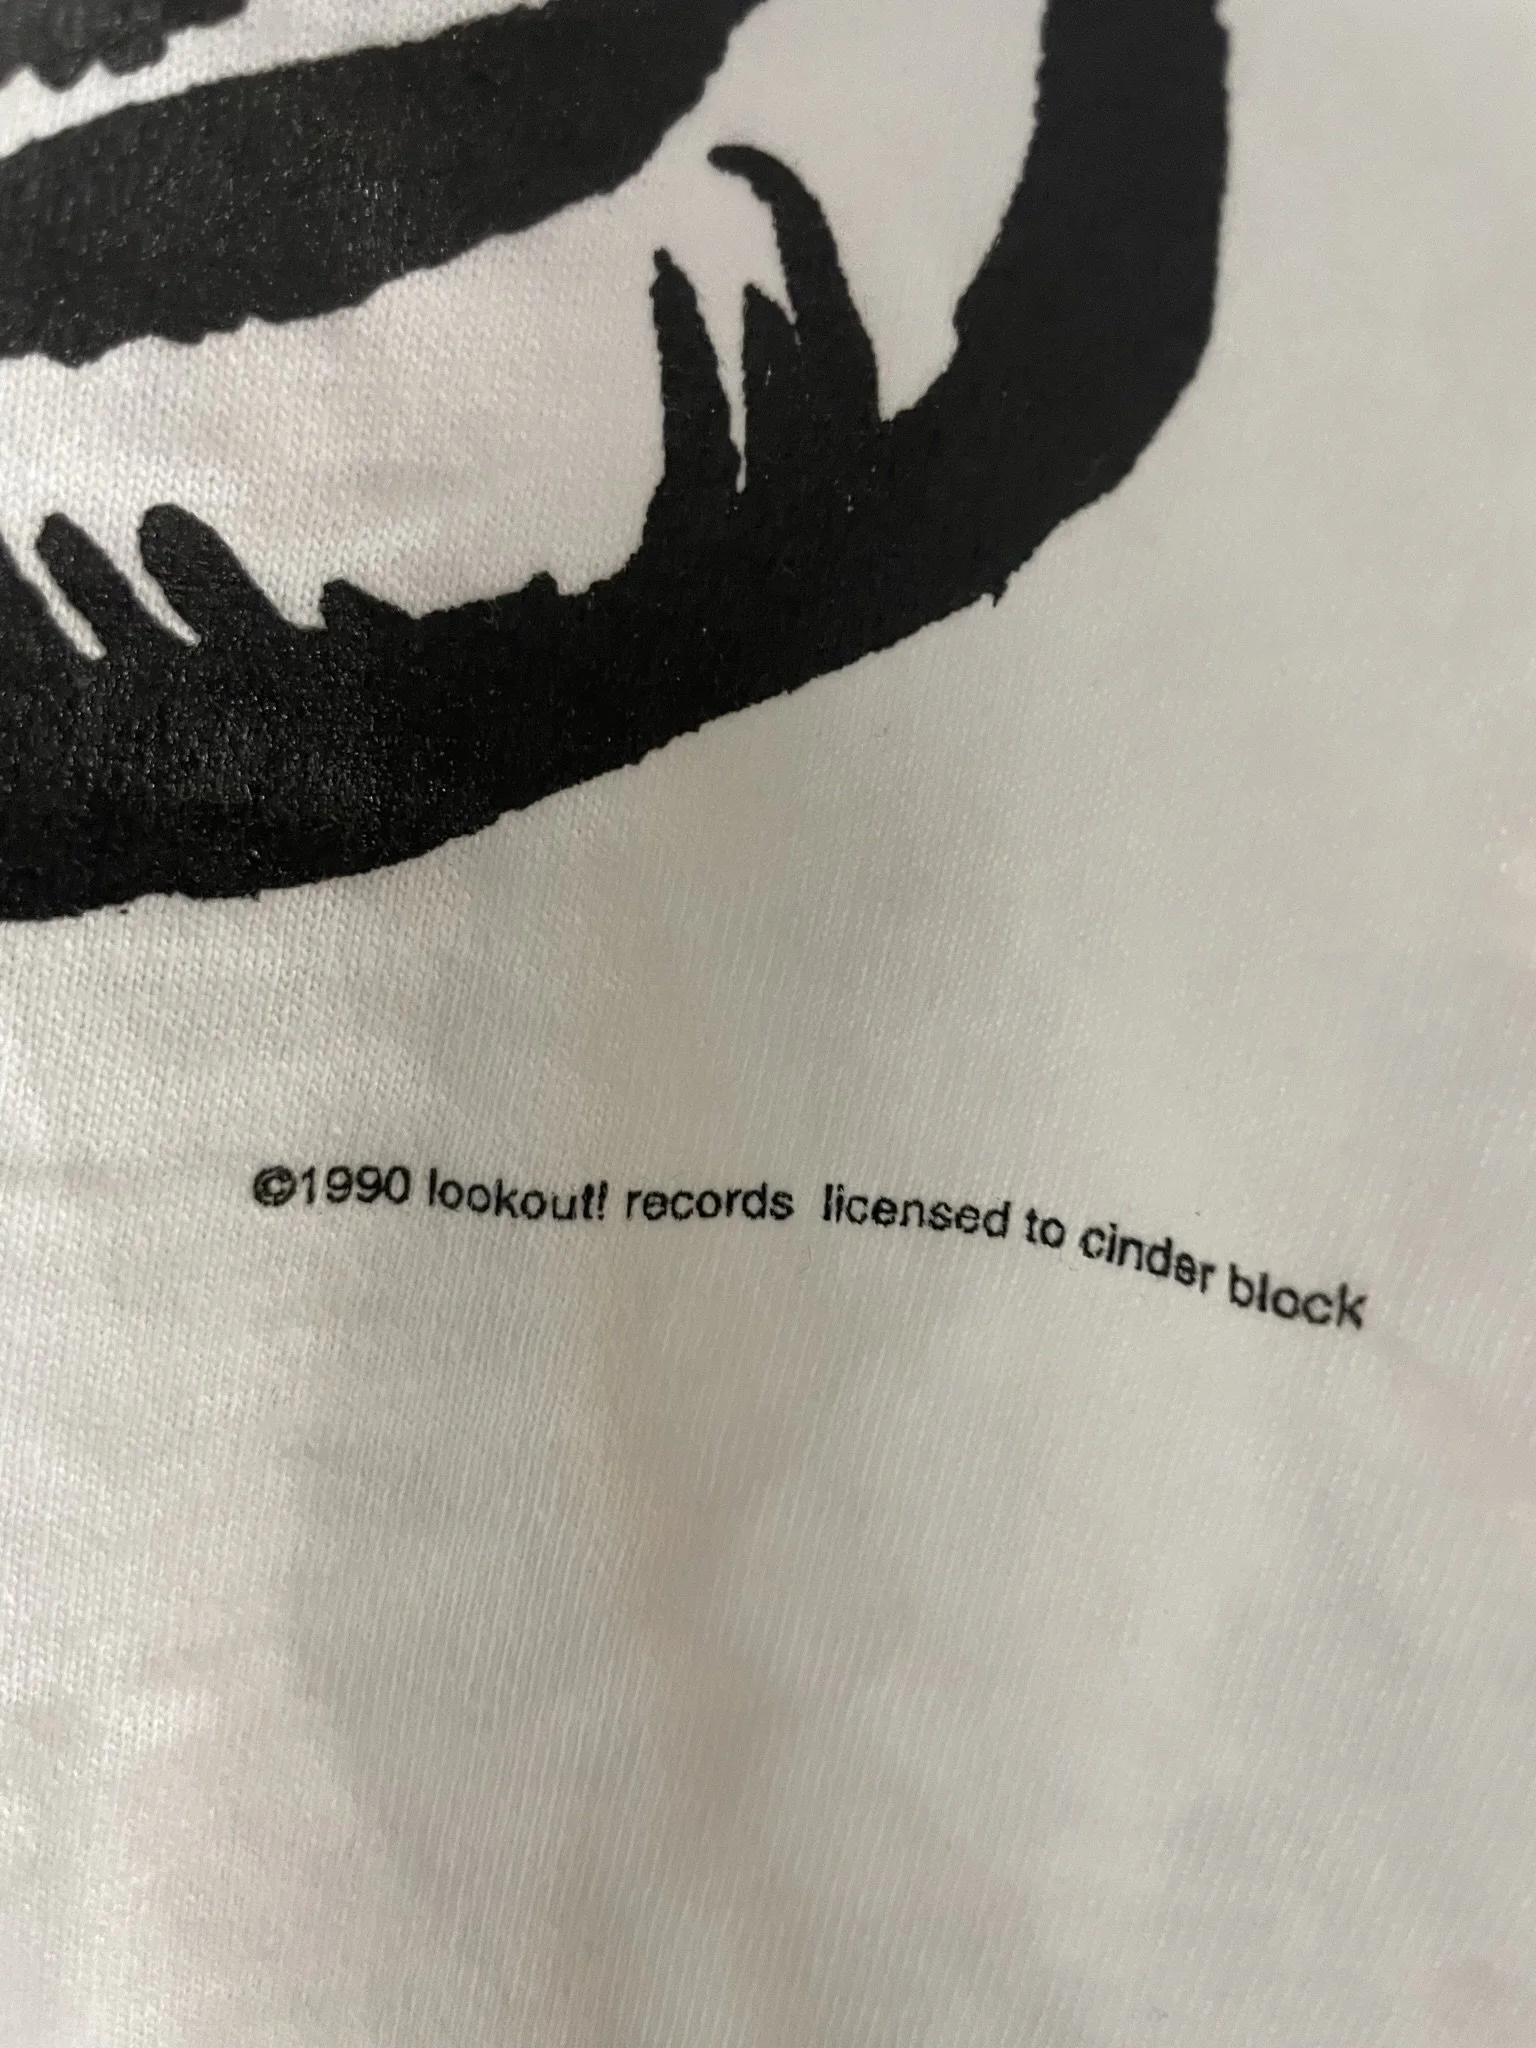 ©1990 lookout! records licensed to cinder block